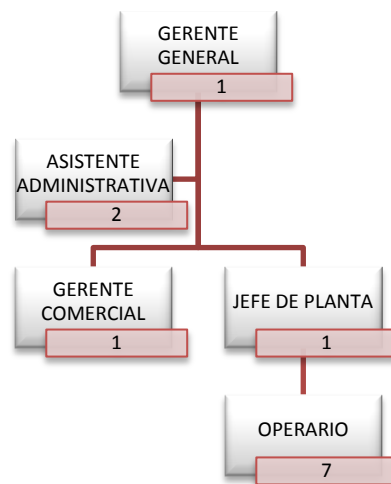 GERENTE
GENERAL
1
ASISTENTE
ADMINISTRATIVA
2
GERENTE
COMERCIAL
1
JEFE DE PLANTA
1
OPERARIO
7